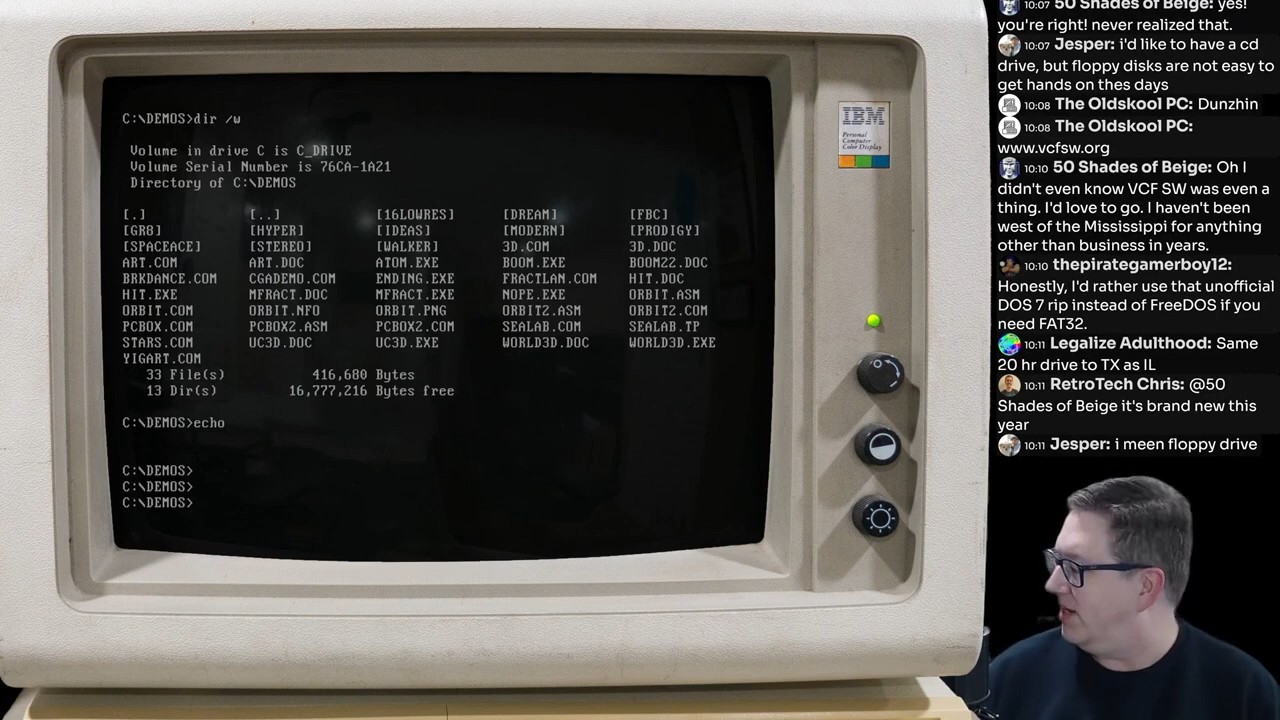 C:\DEMOS>dir /w
Volume in drive C is C_DRIVE
Volume Serial Number is 76CA-1A21
Directory of C:\DEMOS
[.] [..] [16LOWRES] [DREAM] [FBC]
[GR8] [HYPER] [IDEAS] [MODERN] [PRODIGY]
[SPACEACE] [STEREO] [WALKER] 3D.COM 3D.DOC
ART.COM ART.DOC ATOM.EXE BOOM.EXE BOOM22.DOC
BRKDANCE.COM CGADEMO.COM ENDING.EXE FRACTLAN.COM HIT.DOC
HIT.EXE MFRACT.DOC MFRACT.EXE NOPE.EXE ORBIT.ASM
ORBIT.COM ORBIT.NFO ORBIT.PNG ORBIT2.ASM ORBIT2.COM
PCBOX.COM PCBOX2.ASM PCBOX2.COM SEALAB.COM SEALAB.TP
STARS.COM UC3D.DOC UC3D.EXE WORLD3D.DOC WORLD3D.EXE
YIGART.COM
33 File(s) 416,680 Bytes
13 Dir(s) 16,777,216 Bytes free
C:\DEMOS>echo
C:\DEMOS>
C:\DEMOS>
C:\DEMOS>
IBM
Personal
Computer
Color Display
10:07 50 Shades of Beige: yes!
you're right! never realized that.
10:07 Jesper: i'd like to have a cd
drive, but floppy disks are not easy to
get hands on thes days
10:08 The Oldskool PC: Dunzhin
10:08 The Oldskool PC:
www.vcfsw.org
10:10 50 Shades of Beige: Oh I
didn't even know VCF SW was even a
thing. I'd love to go. I haven't been
west of the Mississippi for anything
other than business in years.
10:10 thepirategamerboy12:
Honestly, I'd rather use that unofficial
DOS 7 rip instead of FreeDOS if you
need FAT32.
10:11 Legalize Adulthood: Same
20 hr drive to TX as IL
10:11 RetroTech Chris: @50
Shades of Beige it's brand new this
year
10:11 Jesper: i meen floppy drive